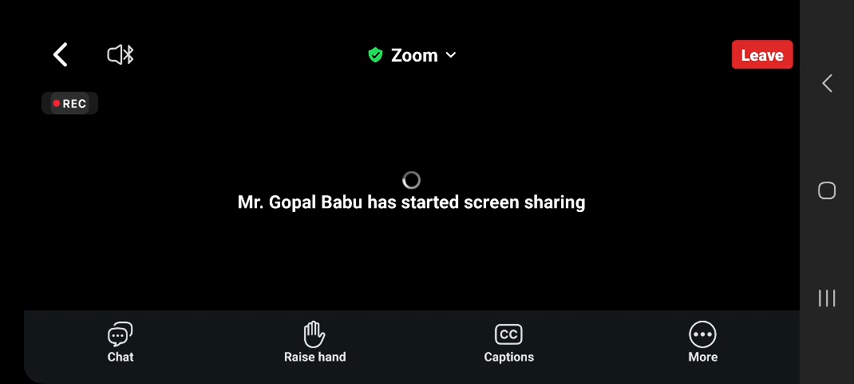 Zoom
Leave
REC
Mr. Gopal Babu has started screen sharing
Chat
Raise hand
CC
Captions
More